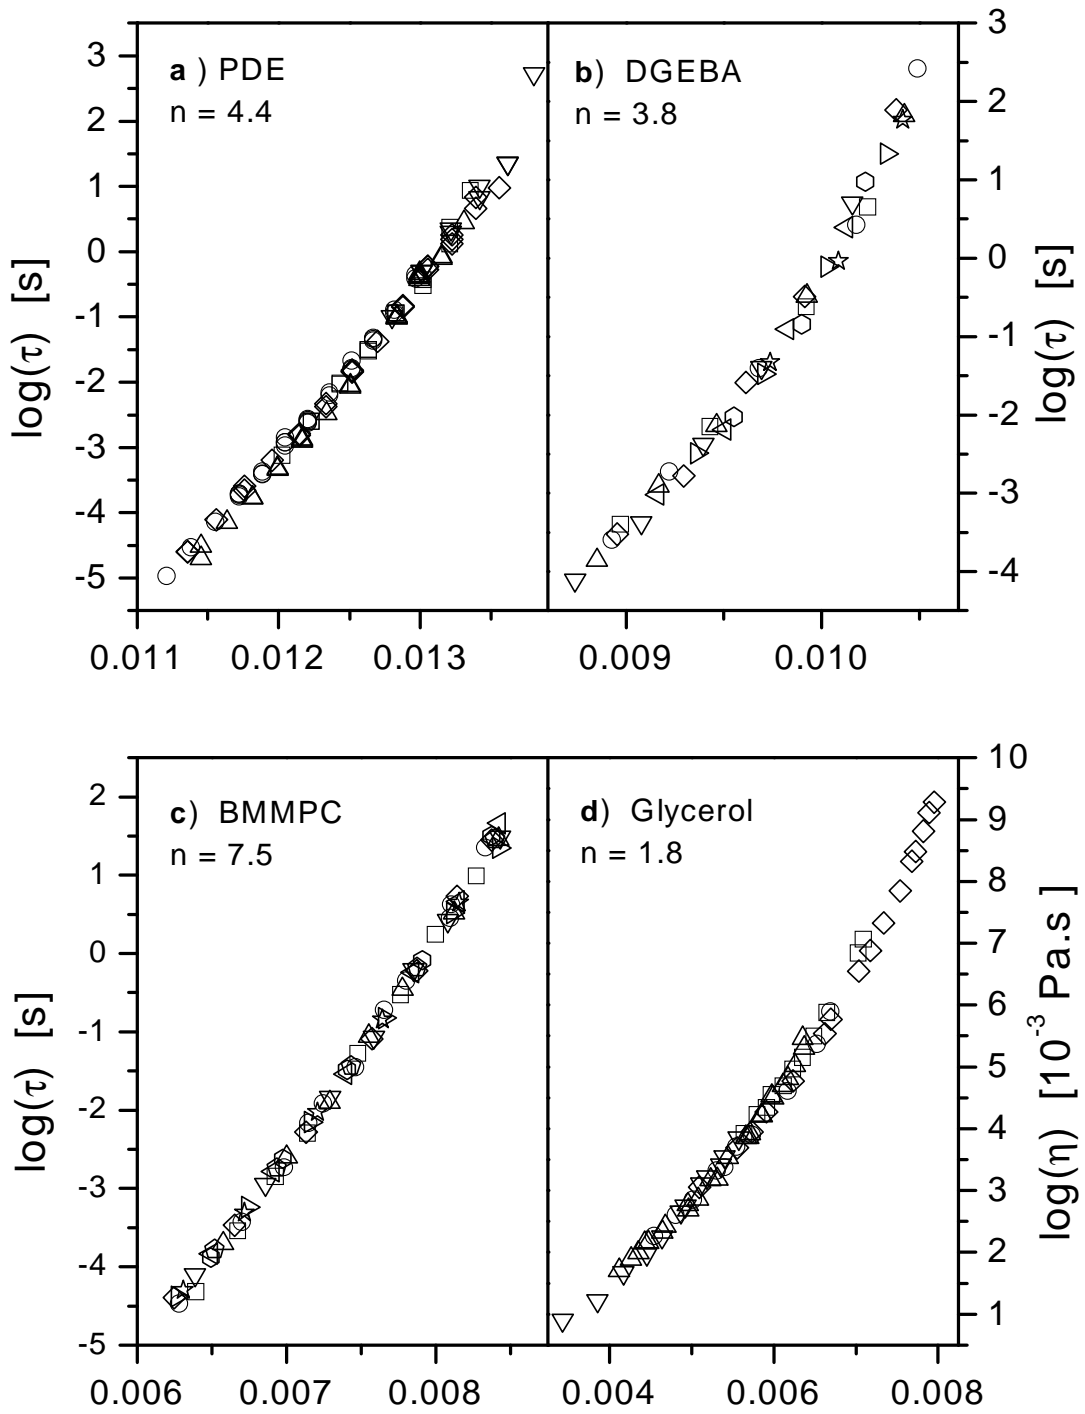 a ) PDE
n = 4.4
3
2
1
0
-1
-2
-3
-4
-5
log(τ) [s]
0.011 0.012 0.013
b) DGEBA
n = 3.8
3
2
1
0
-1
-2
-3
-4
log(τ) [s]
0.009 0.010
c) BMMPC
n = 7.5
2
1
0
-1
-2
-3
-4
-5
log(τ) [s]
0.006 0.007 0.008
d) Glycerol
n = 1.8
10
9
8
7
6
5
4
3
2
1
log(η) [10⁻³ Pa.s ]
0.004 0.006 0.008